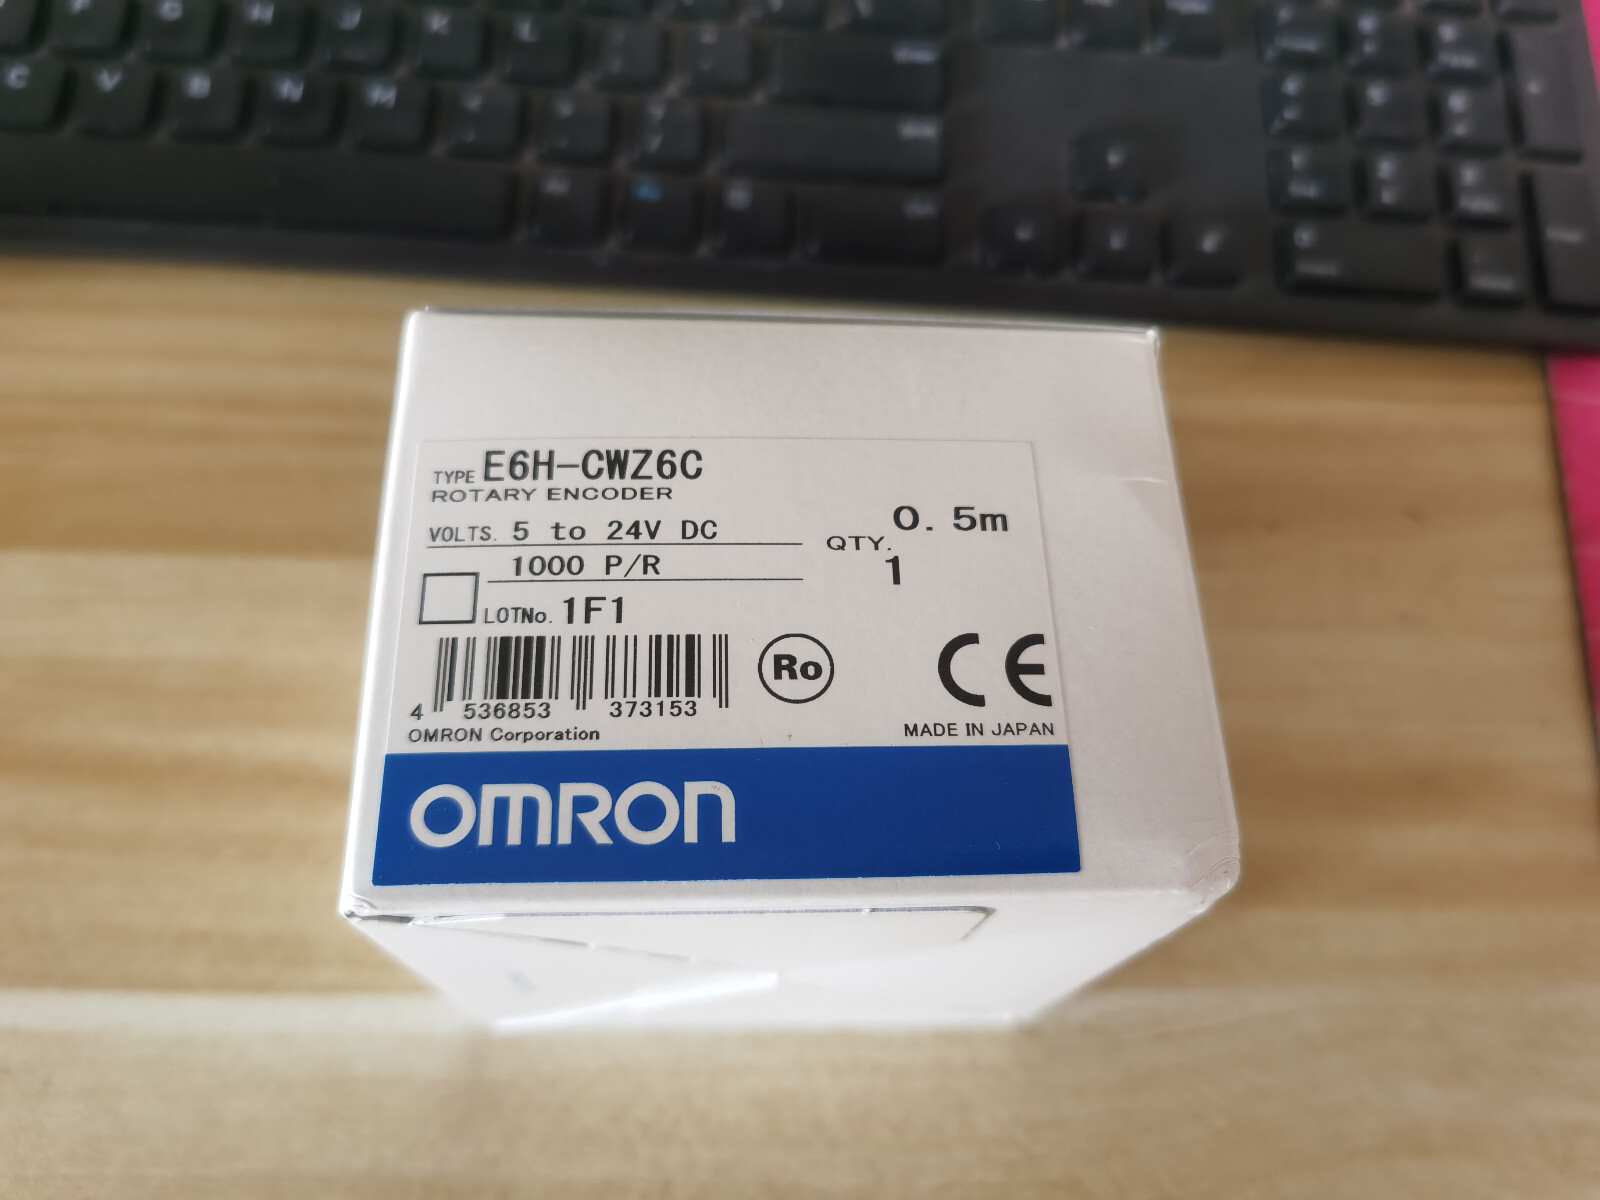 F G H J K L
C V B N M
TYPE E6H-CWZ6C
ROTARY ENCODER
VOLTS. 5 to 24V DC
0. 5m
QTY.
1
1000 P/R
LOTNo. 1F1
4 536853 373153
Ro
CE
OMRON Corporation
MADE IN JAPAN
OMRON